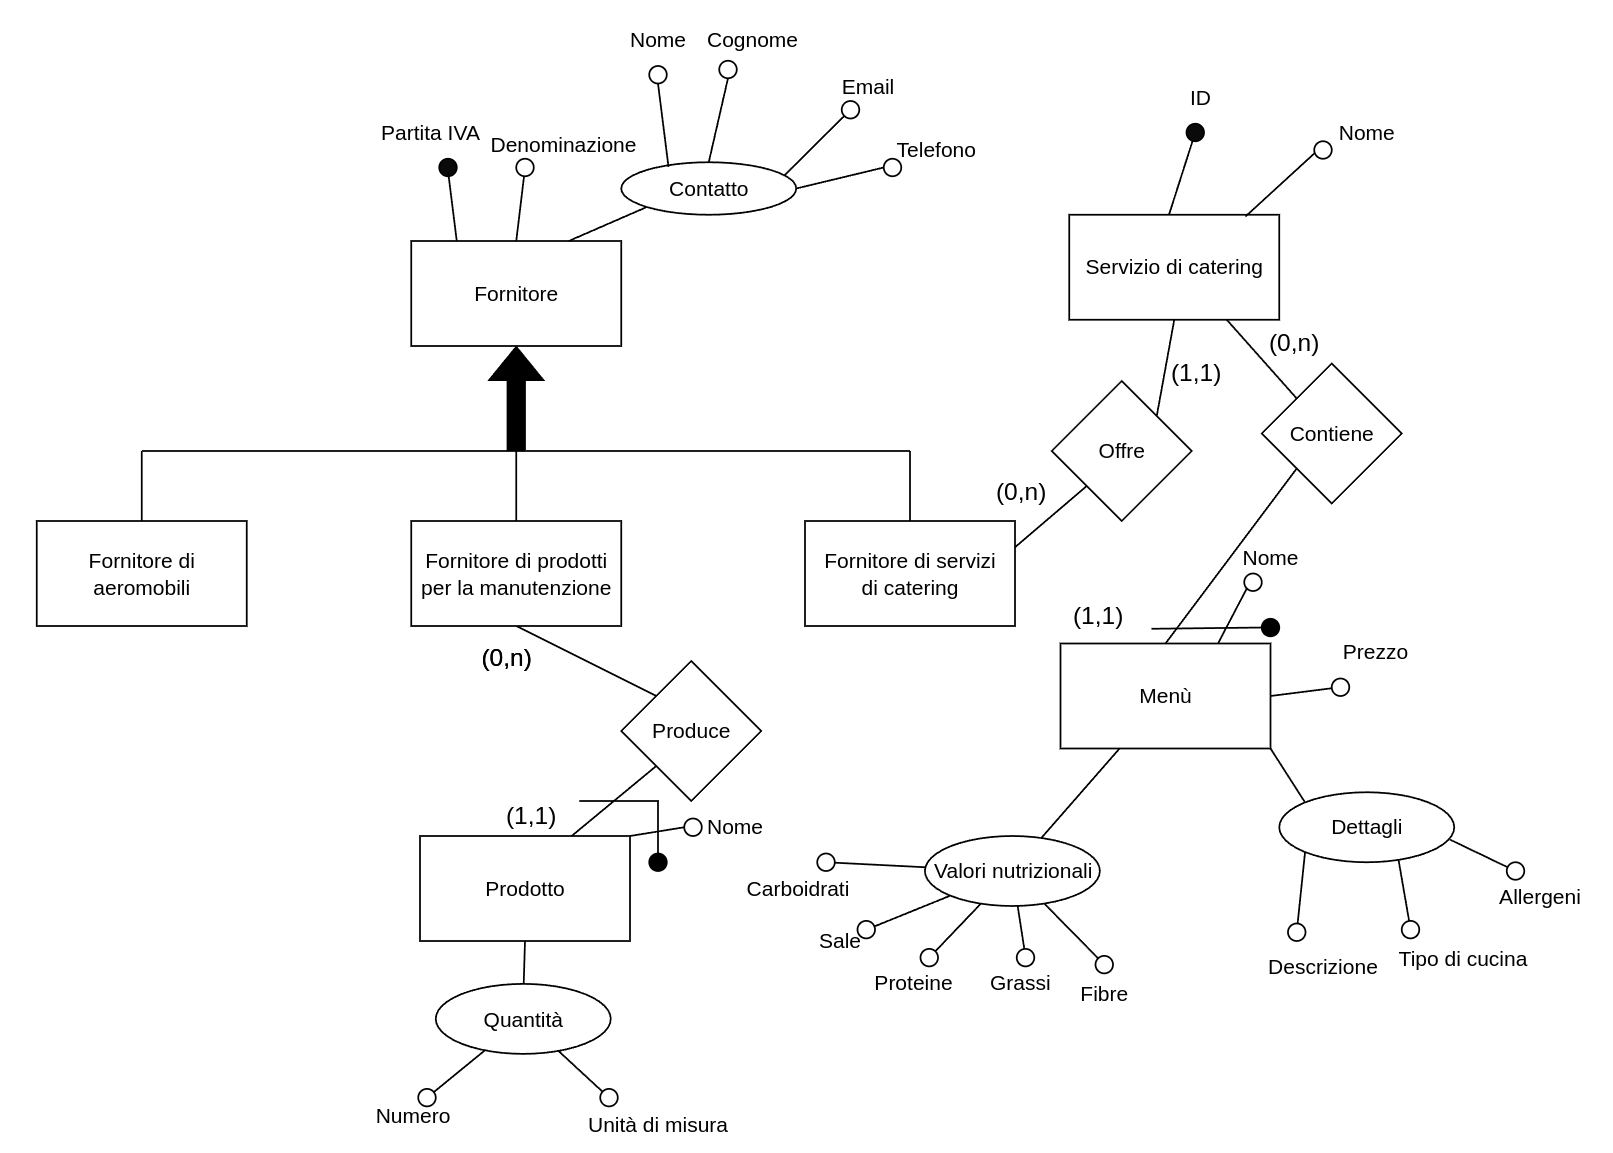 Nome
Cognome
Email
ID
Partita IVA
Denominazione
Nome
Telefono
Contatto
Servizio di catering
Fornitore
(0,n)
(1,1)
Contiene
Offre
(0,n)
Fornitore di
aeromobili
Fornitore di prodotti
per la manutenzione
Fornitore di servizi
di catering
Nome
(1,1)
(0,n)
Prezzo
Menù
Produce
(1,1)
Nome
Dettagli
Valori nutrizionali
Prodotto
Carboidrati
Allergeni
Sale
Tipo di cucina
Descrizione
Proteine
Grassi
Fibre
Quantità
Numero
Unità di misura